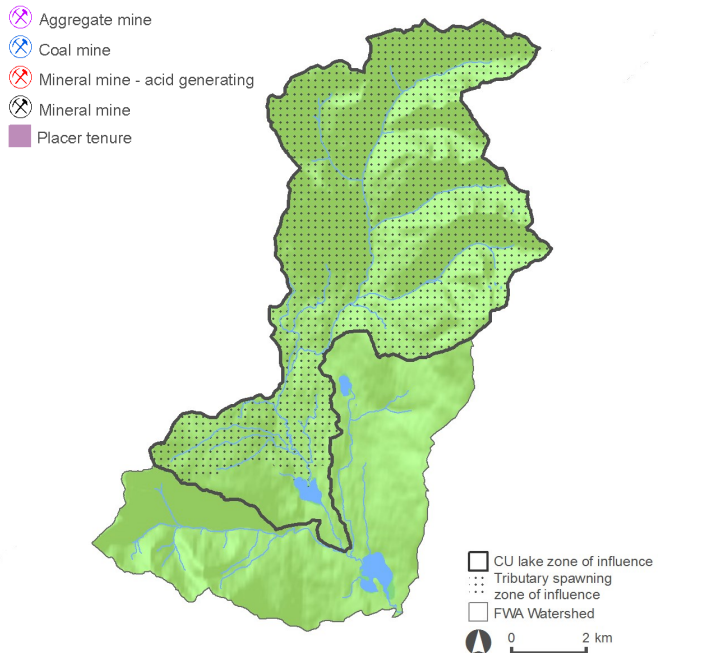 Aggregate mine
Coal mine
Mineral mine - acid generating
Mineral mine
Placer tenure
CU lake zone of influence
Tributary spawning
zone of influence
FWA Watershed
0 2 km